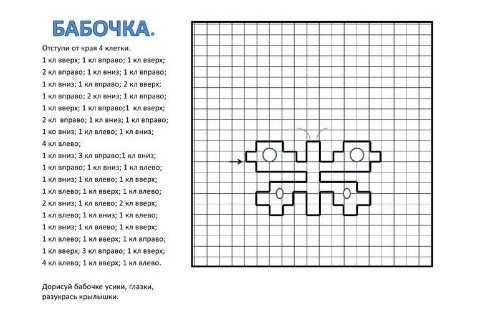 БАБОЧКА.
Отступи от края 4 клетки.
1 кл вверх; 1 кл вправо; 1 кл вверх;
2 кл вправо; 1 кл вниз; 1 кл вправо;
1 кл вниз; 1 кл вправо; 2 кл вверх;
1 кл вправо; 2 кл вниз; 1 кл вправо;
1 кл вверх; 1 кл вправо;1 кл вверх;
2 кл вправо; 1 кл вниз; 1 кл вправо;
1 ко вниз; 1 кл влево; 1 кл вниз;
4 кл влево;
1 кл вниз; 3 кл вправо;1 кл вниз;
1 кл вправо; 1 кл вниз; 1 кл влево;
1 кл вниз; 1 кл влево; 1 кл вверх;
1 кл влево; 1 кл вверх; 1 кл влево;
2 кл вниз; 1 кл влево; 2 кл вверх;
1 кл влево; 1 кл вниз; 1 кл влево;
1 кл вниз; 1 кл влево; 1 кл вверх;
1 кл влево; 1 кл вверх; 1 кл вправо;
1 кл вверх; 3 кл вправо; 1 кл вверх;
4 кл влево; 1 кл вверх; 1 кл влево.
Дорисуй бабочке усики, глазки,
разукрась крылышки.